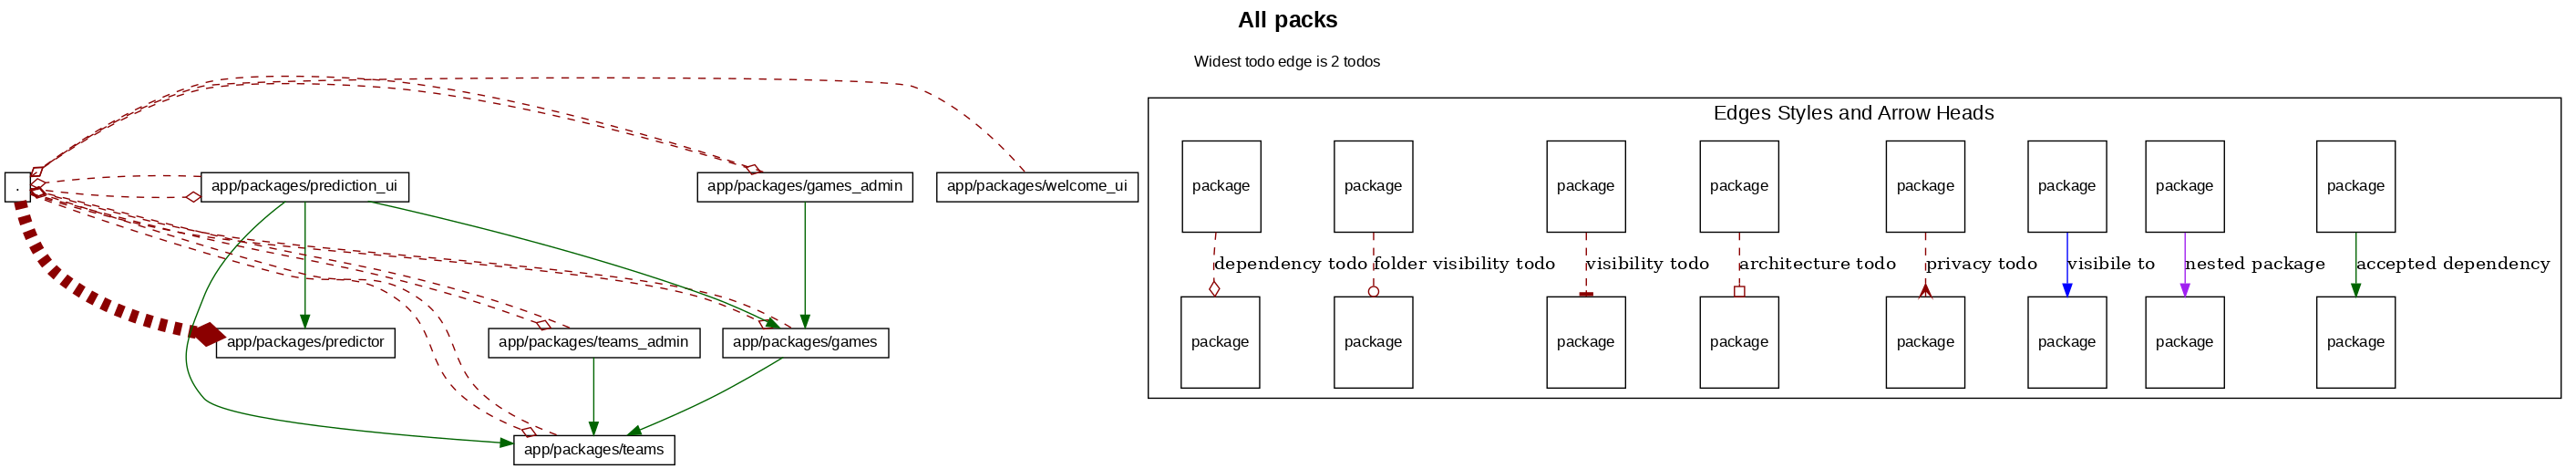 All packs
Widest todo edge is 2 todos
Edges Styles and Arrow Heads
.
app/packages/prediction_ui
app/packages/games_admin
app/packages/welcome_ui
package
package
package
package
package
package
package
package
dependency todo
folder visibility todo
visibility todo
architecture todo
privacy todo
visibile to
nested package
accepted dependency
app/packages/predictor
app/packages/teams_admin
app/packages/games
package
package
package
package
package
package
package
package
app/packages/teams